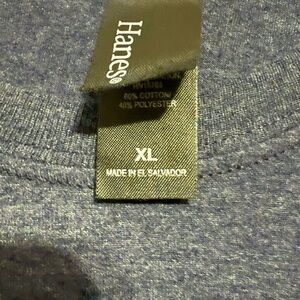 Hanes®
60% COTTON/
40% POLYESTER
XL
MADE IN EL SALVADOR